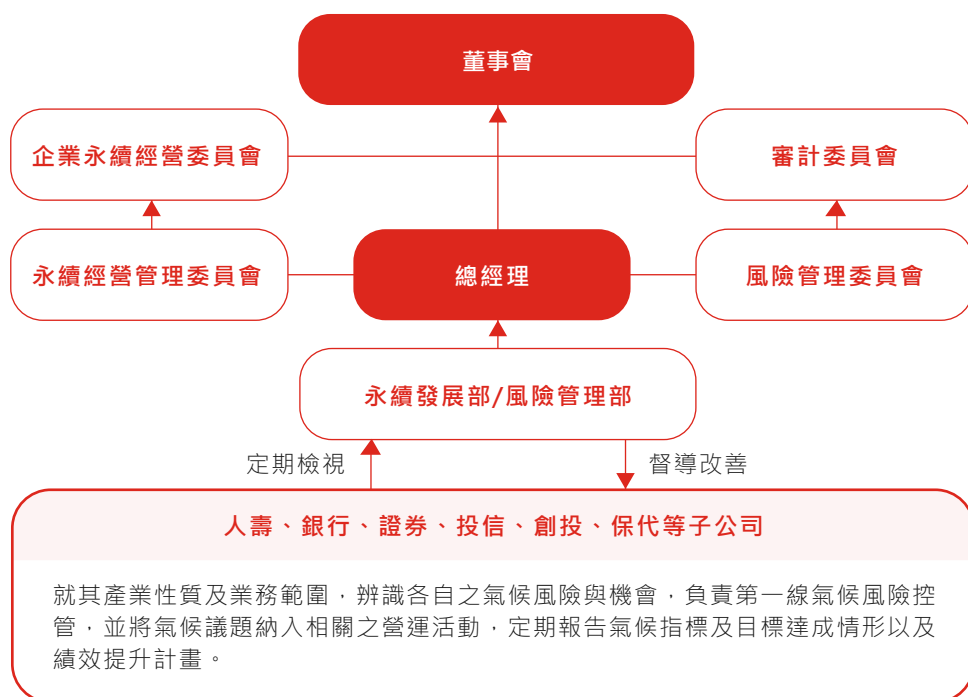 董事會
企業永續經營委員會
審計委員會
永續經營管理委員會
總經理
風險管理委員會
永續發展部/風險管理部
定期檢視
督導改善
人壽、銀行、證券、投信、創投、保代等子公司
就其產業性質及業務範圍，辨識各自之氣候風險與機會，負責第一線氣候風險控
管，並將氣候議題納入相關之營運活動，定期報告氣候指標及目標達成情形以及
績效提升計畫。